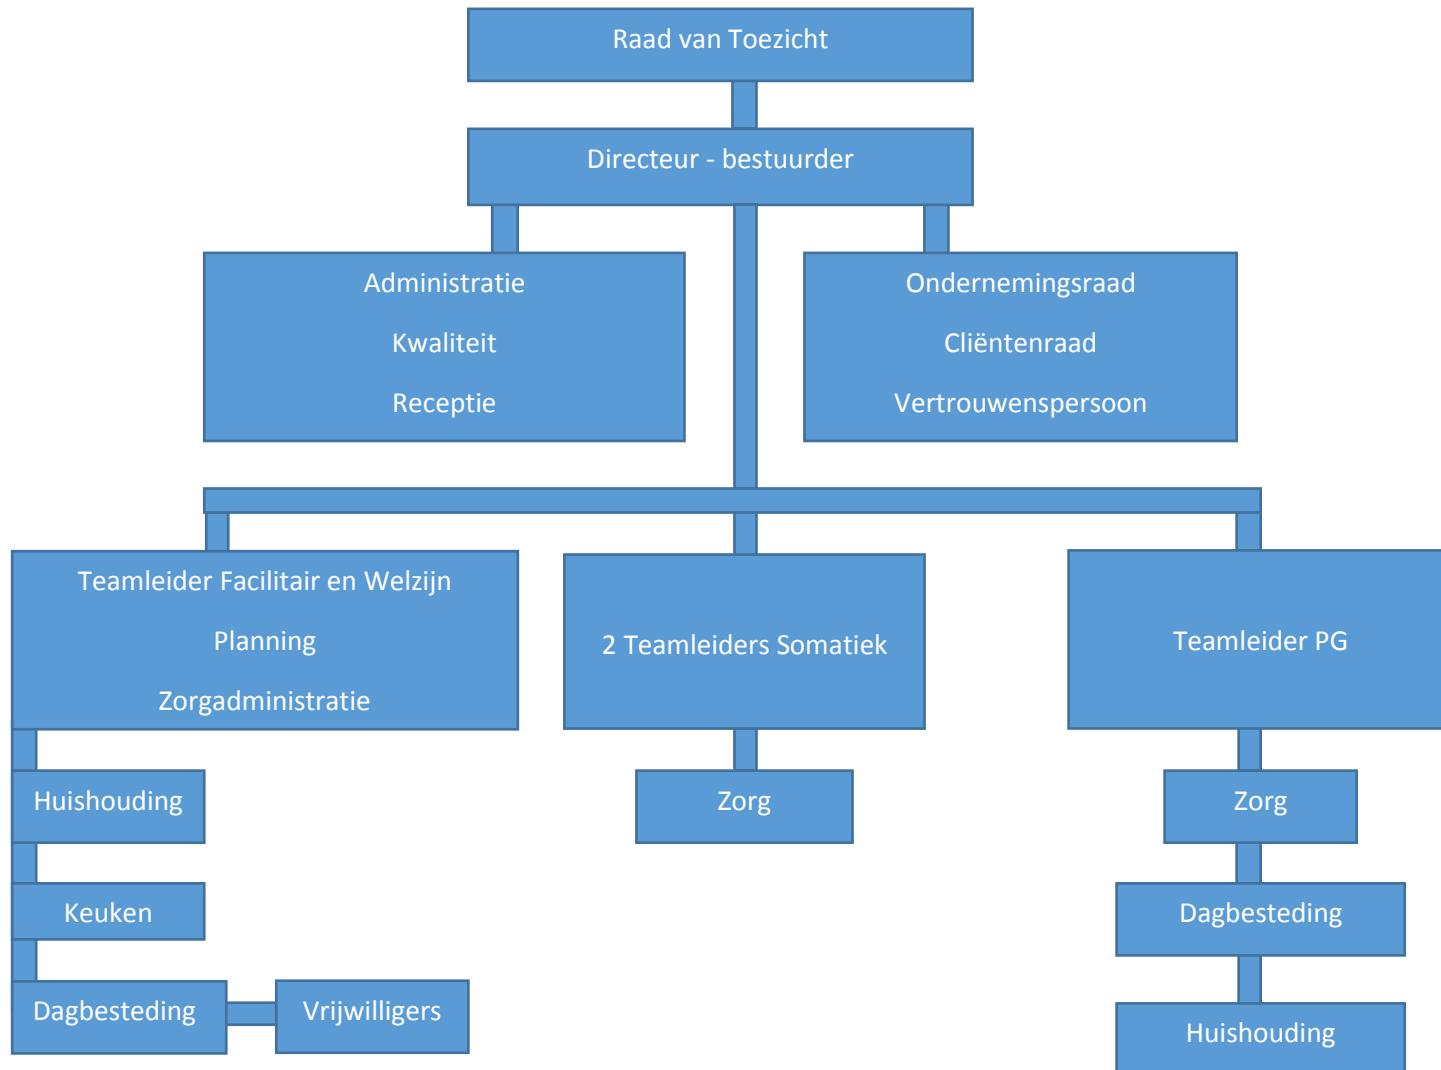 Raad van Toezicht
Directeur - bestuurder
Administratie
Kwaliteit
Receptie
Ondernemingsraad
Cliëntenraad
Vertrouwenspersoon
Teamleider Facilitair en Welzijn
Planning
Zorgadministratie
2 Teamleiders Somatiek
Teamleider PG
Huishouding
Zorg
Zorg
Keuken
Dagbesteding
Dagbesteding
Vrijwilligers
Huishouding